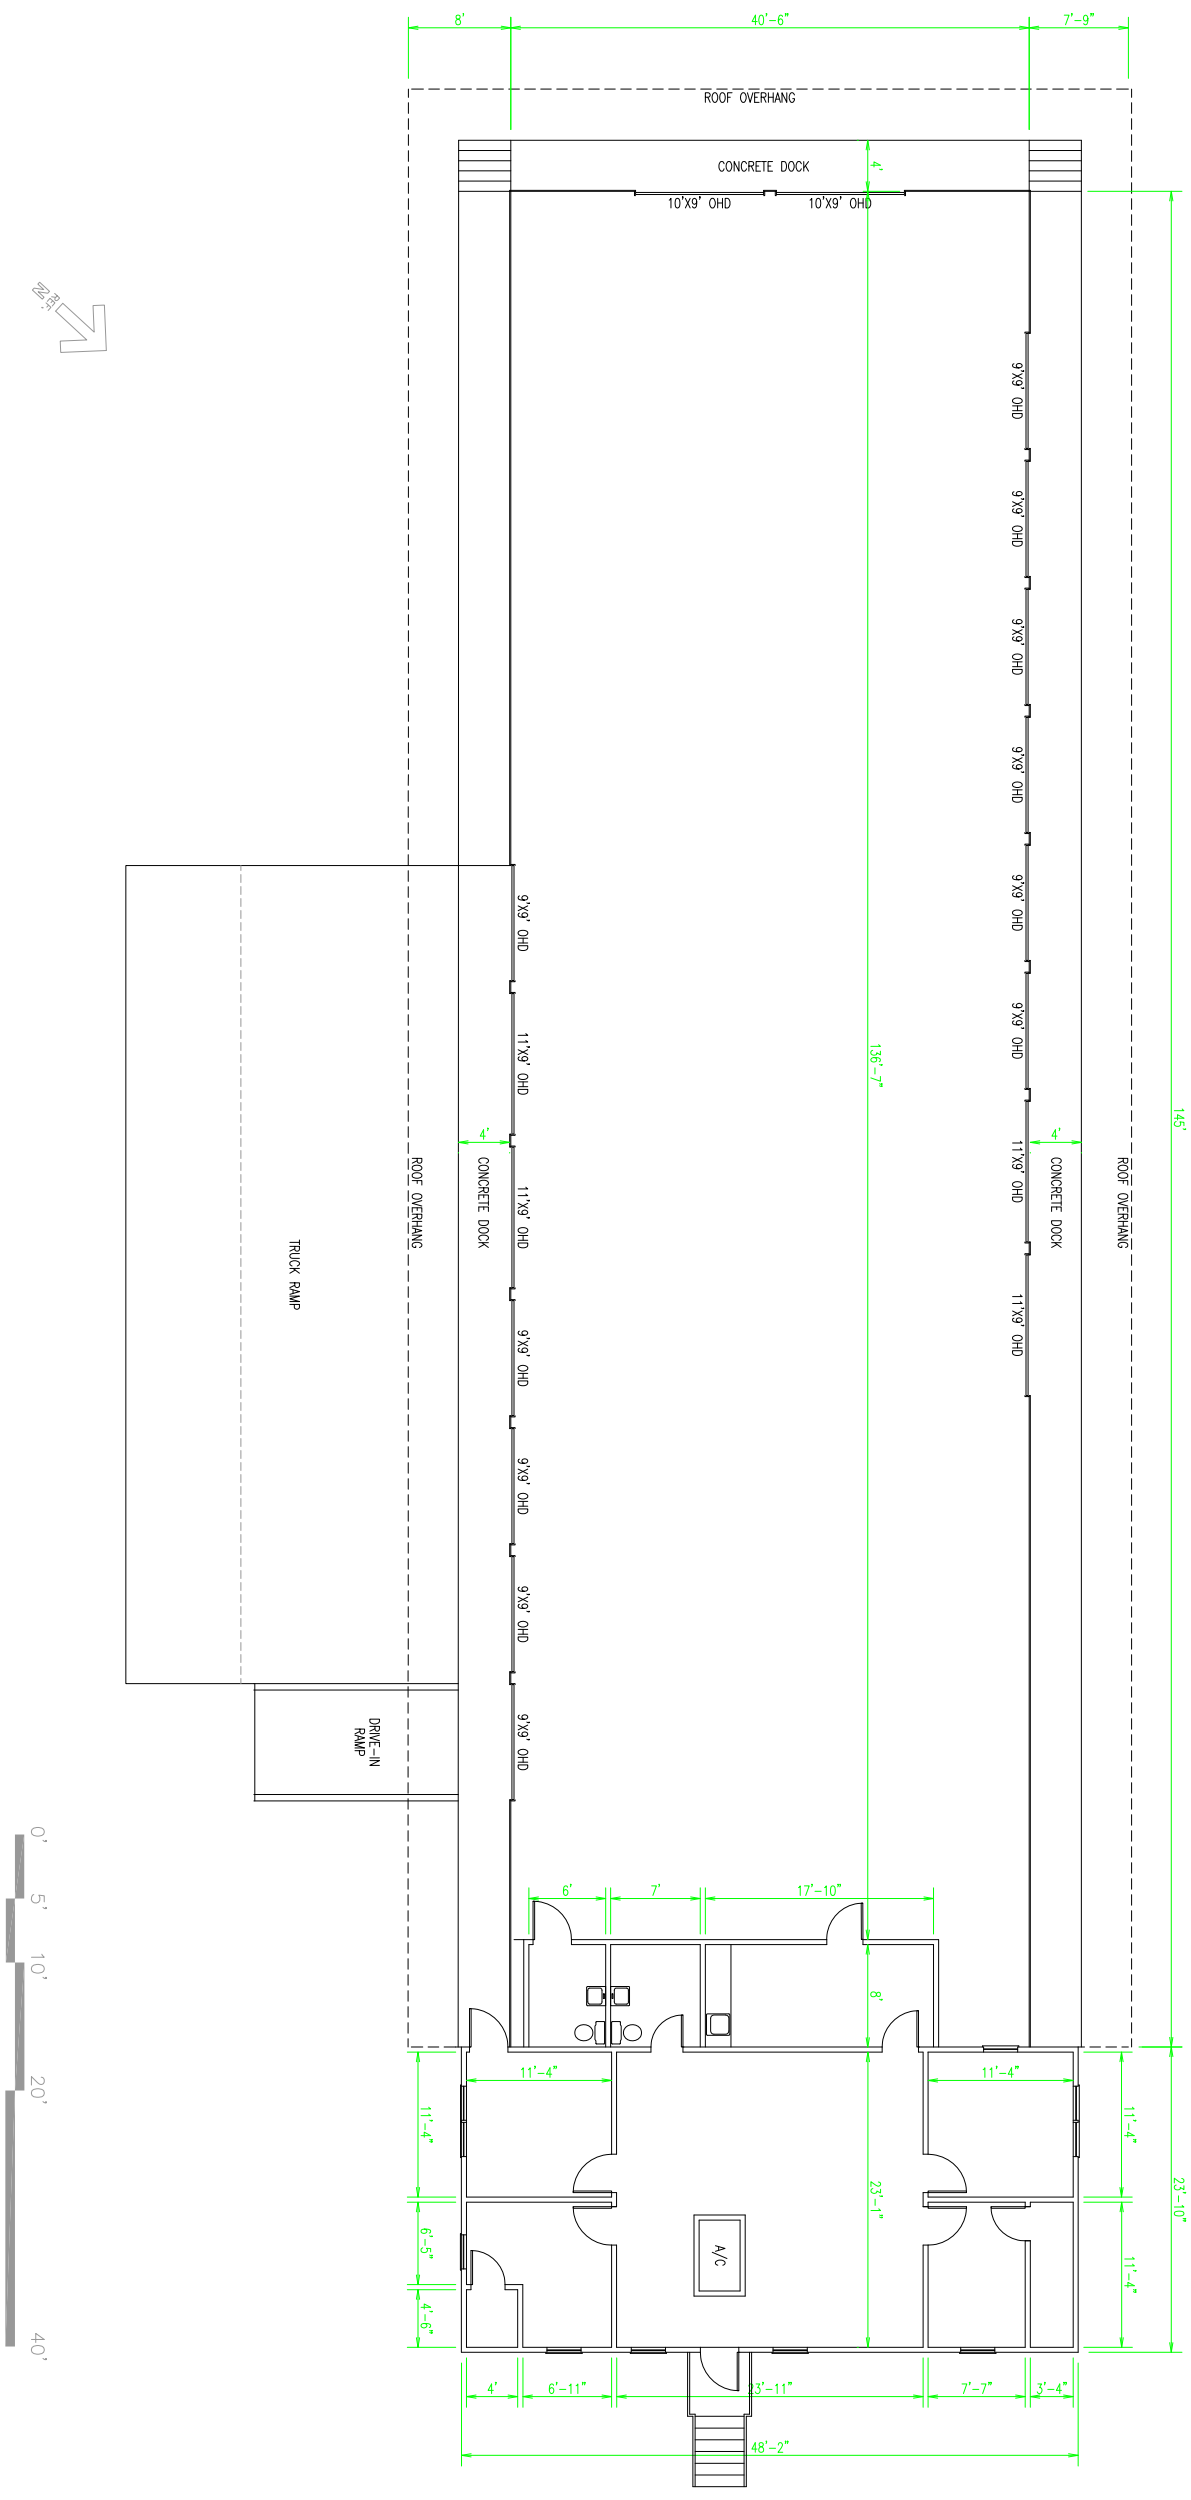 8'
40'-6"
7'-9"
ROOF OVERHANG
CONCRETE DOCK
4'
10'X9' OHD
10'X9' OHD
REF.
N
9'X9' OHD
9'X9' OHD
9'X9' OHD
9'X9' OHD
9'X9' OHD
9'X9' OHD
11'X9' OHD
11'X9' OHD
9'X9' OHD
11'X9' OHD
11'X9' OHD
9'X9' OHD
9'X9' OHD
9'X9' OHD
9'X9' OHD
136'-7"
145'
4'
4'
ROOF OVERHANG
CONCRETE DOCK
CONCRETE DOCK
ROOF OVERHANG
TRUCK RAMP
DRIVE-IN
RAMP
0'
5'
10'
20'
40'
6'
7'
17'-10"
8'
11'-4"
11'-4"
11'-4"
11'-4"
23'-1"
23'-10"
6'-5"
A/C
11'-4"
4'-6"
4'
6'-11"
23'-11"
7'-7"
3'-4"
48'-2"